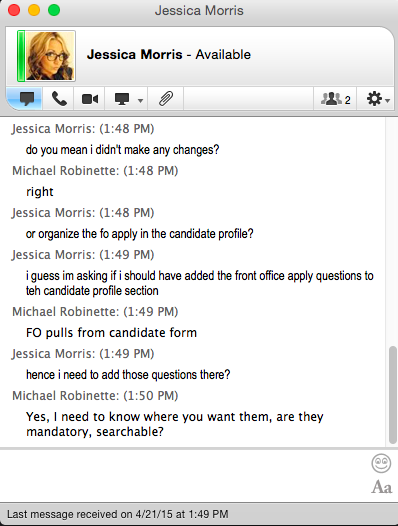 Jessica Morris
Jessica Morris - Available
2
Jessica Morris: (1:48 PM)
do you mean i didn't make any changes?
Michael Robinette: (1:48 PM)
right
Jessica Morris: (1:48 PM)
or organize the fo apply in the candidate profile?
Jessica Morris: (1:49 PM)
i guess im asking if i should have added the front office apply questions to
teh candidate profile section
Michael Robinette: (1:49 PM)
FO pulls from candidate form
Jessica Morris: (1:49 PM)
hence i need to add those questions there?
Michael Robinette: (1:50 PM)
Yes, I need to know where you want them, are they
mandatory, searchable?
Aa
Last message received on 4/21/15 at 1:49 PM